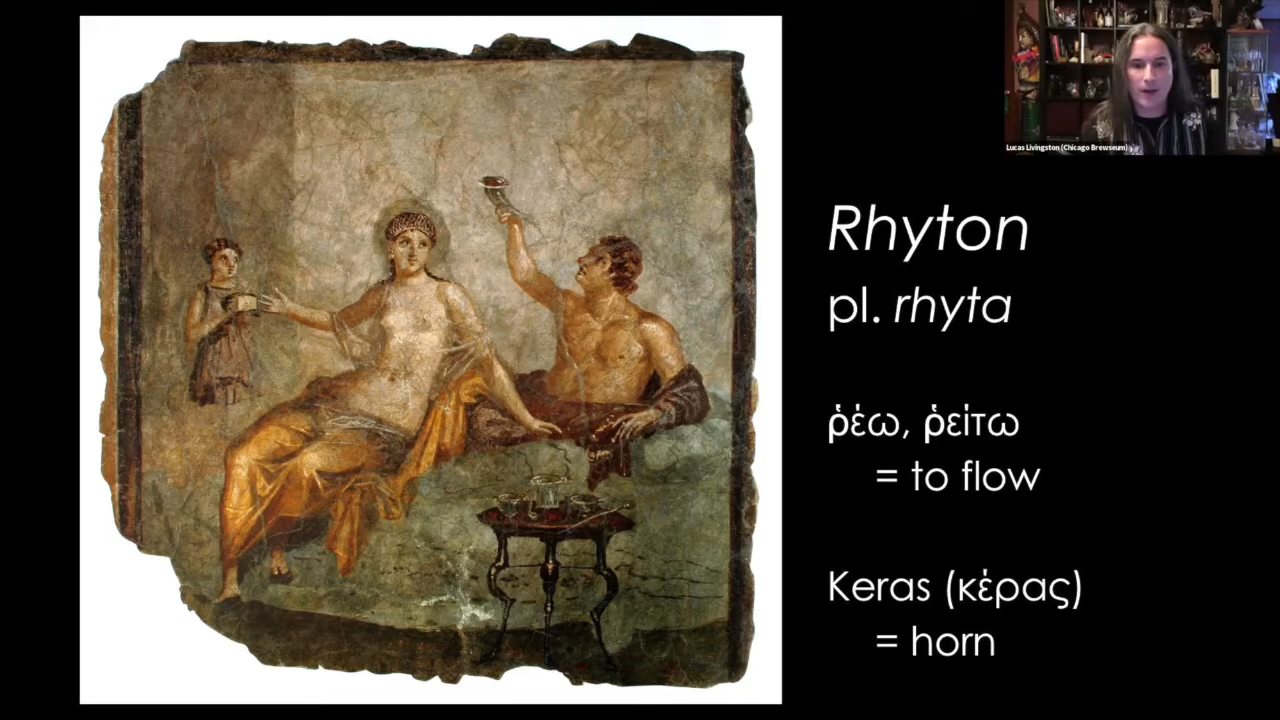 Lucas Livingston (Chicago Brewseum)
Rhyton
pl. rhyta
ῥέω, ῥείτω
= to flow
Keras (κέρας)
= horn